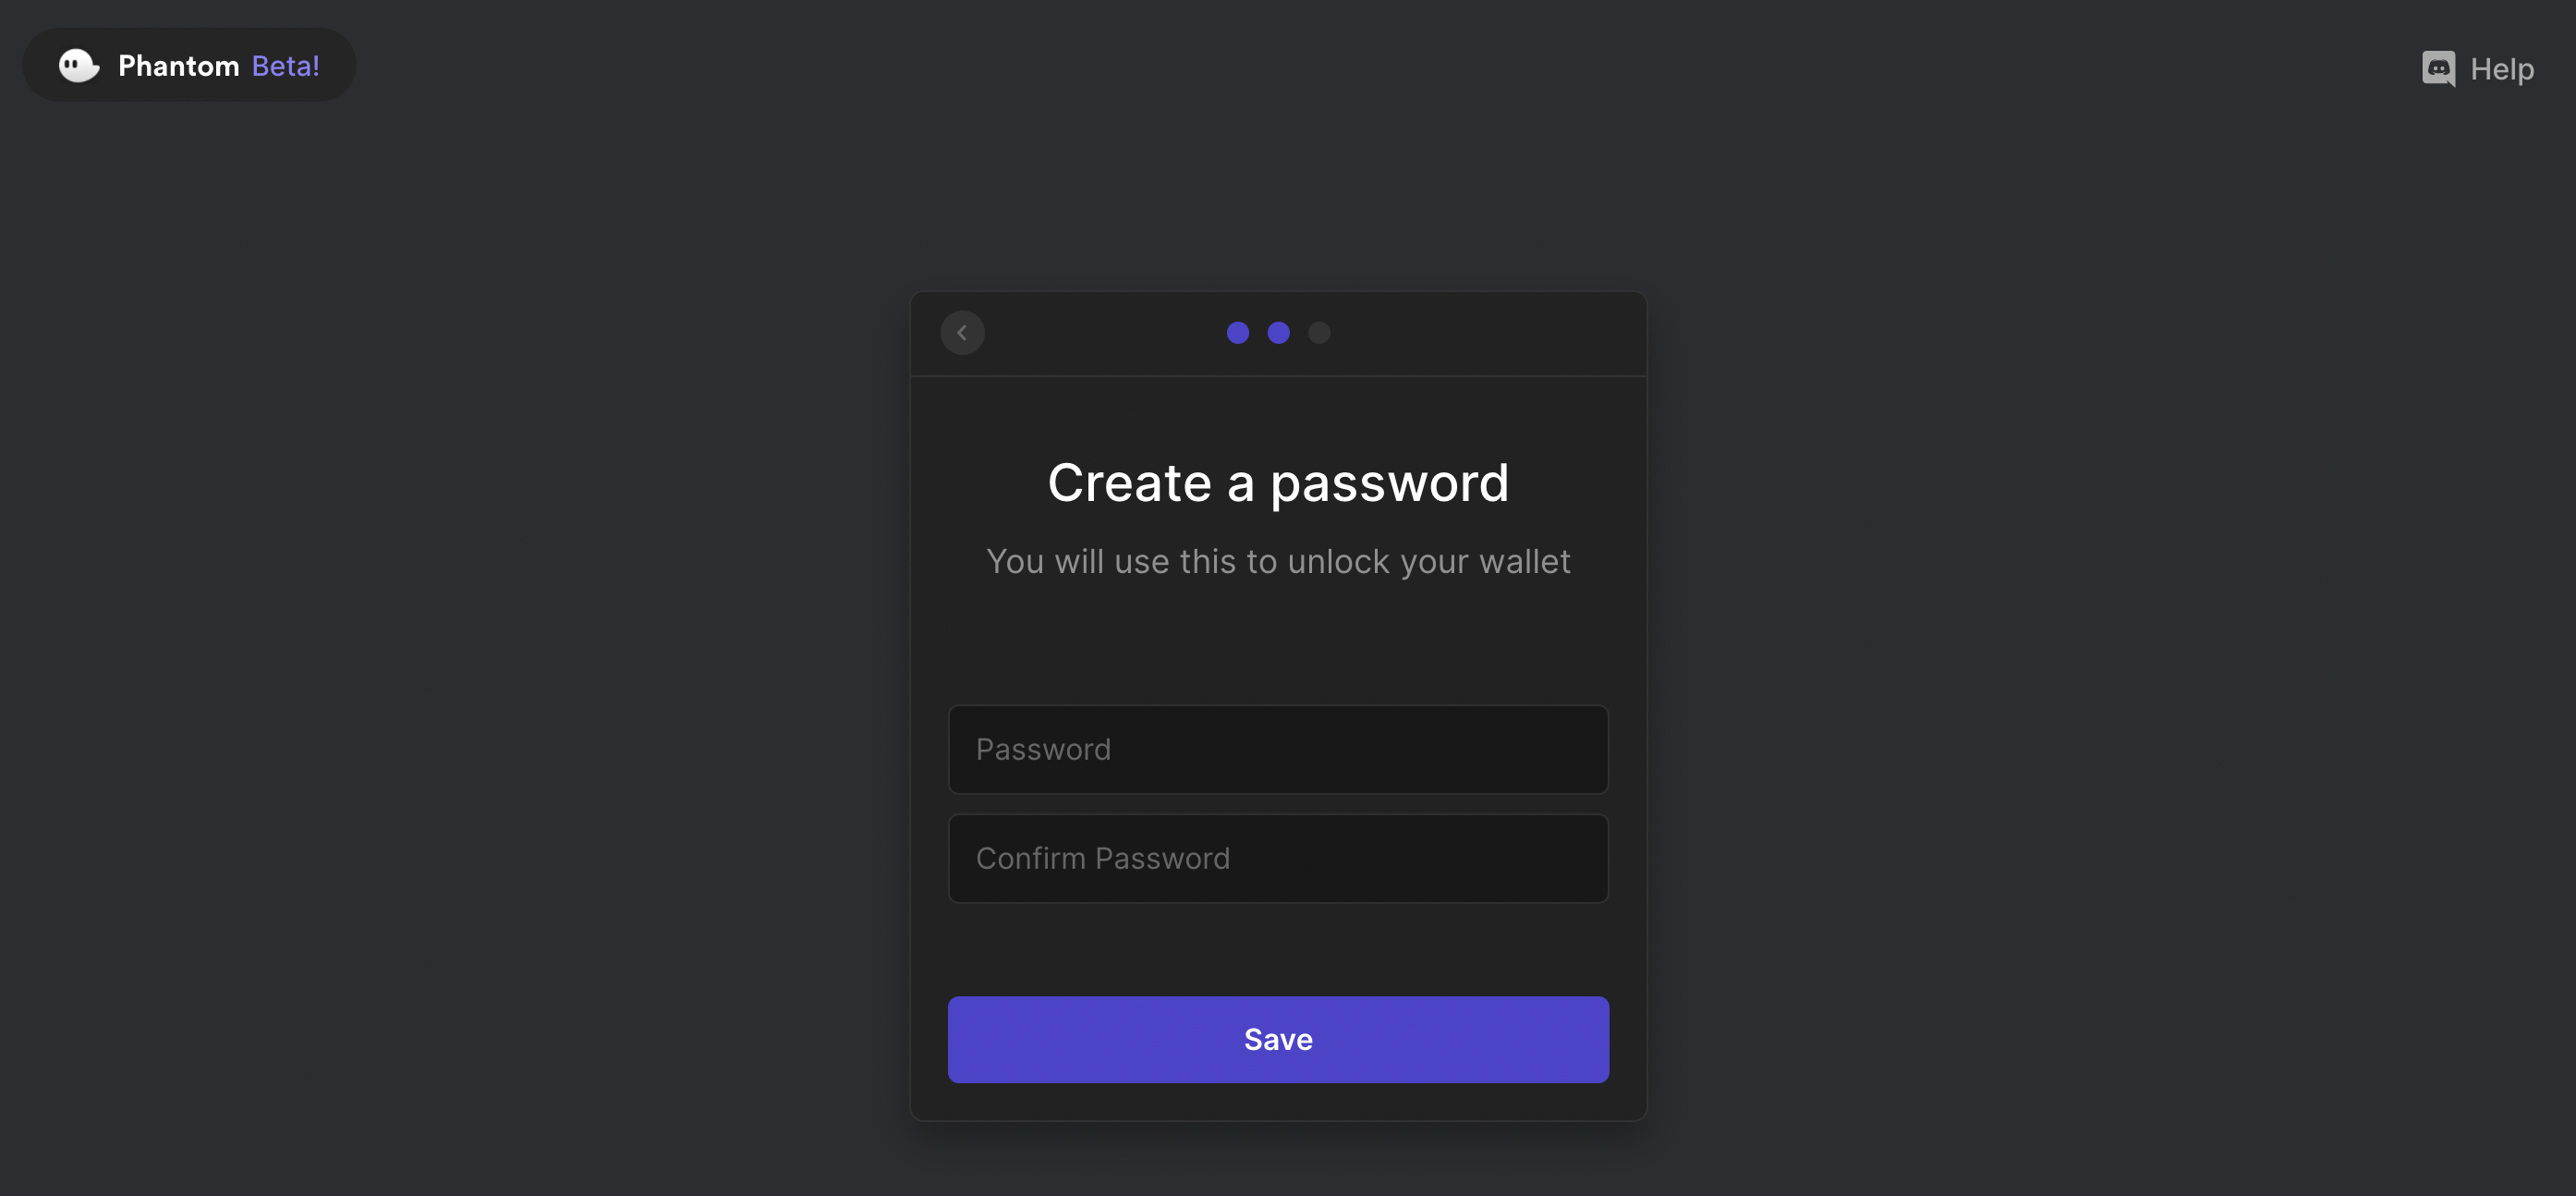 Phantom Beta!
Help
Create a password
You will use this to unlock your wallet
Password
Confirm Password
Save